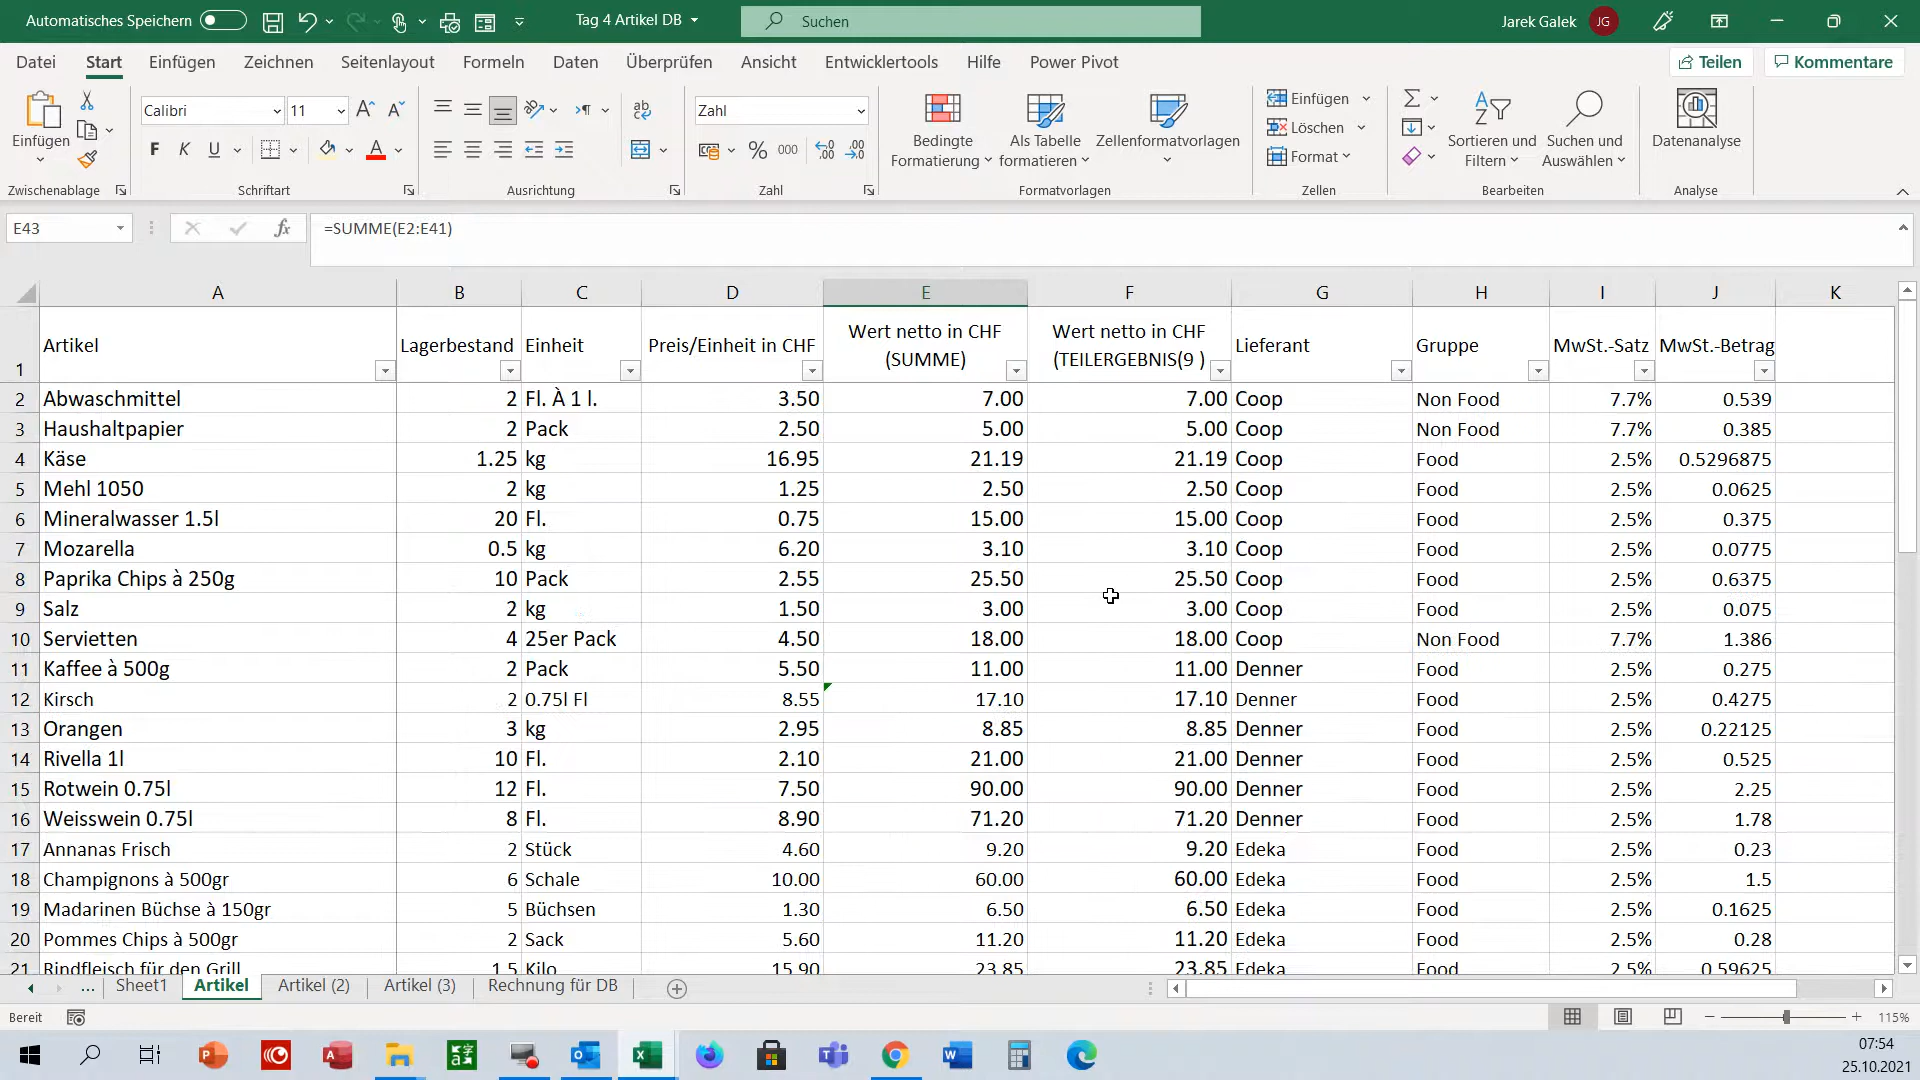 Automatisches Speichern
Tag 4 Artikel DB
Suchen
Jarek Galek JG
Datei Start Einfügen Zeichnen Seitenlayout Formeln Daten Überprüfen Ansicht Entwicklertools Hilfe Power Pivot Teilen Kommentare
Einfügen
Zwischenablage
Calibri 11
F K U
Schriftart
Ausrichtung
Zahl
% 000
Zahl
Bedingte Formatierung
Als Tabelle formatieren
Zellenformatvorlagen
Formatvorlagen
Einfügen
Löschen
Format
Zellen
Sortieren und Filtern
Suchen und Auswählen
Bearbeiten
Datenanalyse
Analyse
E43 fx =SUMME(E2:E41)
A B C D E F G H I J K
1 Artikel Lagerbestand Einheit Preis/Einheit in CHF Wert netto in CHF (SUMME) Wert netto in CHF (TEILERGEBNIS(9 ) Lieferant Gruppe MwSt.-Satz MwSt.-Betrag
2 Abwaschmittel 2 Fl. À 1 l. 3.50 7.00 7.00 Coop Non Food 7.7% 0.539
3 Haushaltpapier 2 Pack 2.50 5.00 5.00 Coop Non Food 7.7% 0.385
4 Käse 1.25 kg 16.95 21.19 21.19 Coop Food 2.5% 0.5296875
5 Mehl 1050 2 kg 1.25 2.50 2.50 Coop Food 2.5% 0.0625
6 Mineralwasser 1.5l 20 Fl. 0.75 15.00 15.00 Coop Food 2.5% 0.375
7 Mozarella 0.5 kg 6.20 3.10 3.10 Coop Food 2.5% 0.0775
8 Paprika Chips à 250g 10 Pack 2.55 25.50 25.50 Coop Food 2.5% 0.6375
9 Salz 2 kg 1.50 3.00 3.00 Coop Food 2.5% 0.075
10 Servietten 4 25er Pack 4.50 18.00 18.00 Coop Non Food 7.7% 1.386
11 Kaffee à 500g 2 Pack 5.50 11.00 11.00 Denner Food 2.5% 0.275
12 Kirsch 2 0.75l Fl 8.55 17.10 17.10 Denner Food 2.5% 0.4275
13 Orangen 3 kg 2.95 8.85 8.85 Denner Food 2.5% 0.22125
14 Rivella 1l 10 Fl. 2.10 21.00 21.00 Denner Food 2.5% 0.525
15 Rotwein 0.75l 12 Fl. 7.50 90.00 90.00 Denner Food 2.5% 2.25
16 Weisswein 0.75l 8 Fl. 8.90 71.20 71.20 Denner Food 2.5% 1.78
17 Annanas Frisch 2 Stück 4.60 9.20 9.20 Edeka Food 2.5% 0.23
18 Champignons à 500gr 6 Schale 10.00 60.00 60.00 Edeka Food 2.5% 1.5
19 Madarinen Büchse à 150gr 5 Büchsen 1.30 6.50 6.50 Edeka Food 2.5% 0.1625
20 Pommes Chips à 500gr 2 Sack 5.60 11.20 11.20 Edeka Food 2.5% 0.28
21 Rindfleisch für den Grill 1.5 Kilo 15.90 23.85 23.85 Edeka Food 2.5% 0.59625
... Sheet1 Artikel Artikel (2) Artikel (3) Rechnung für DB
Bereit
115%
07:54
25.10.2021